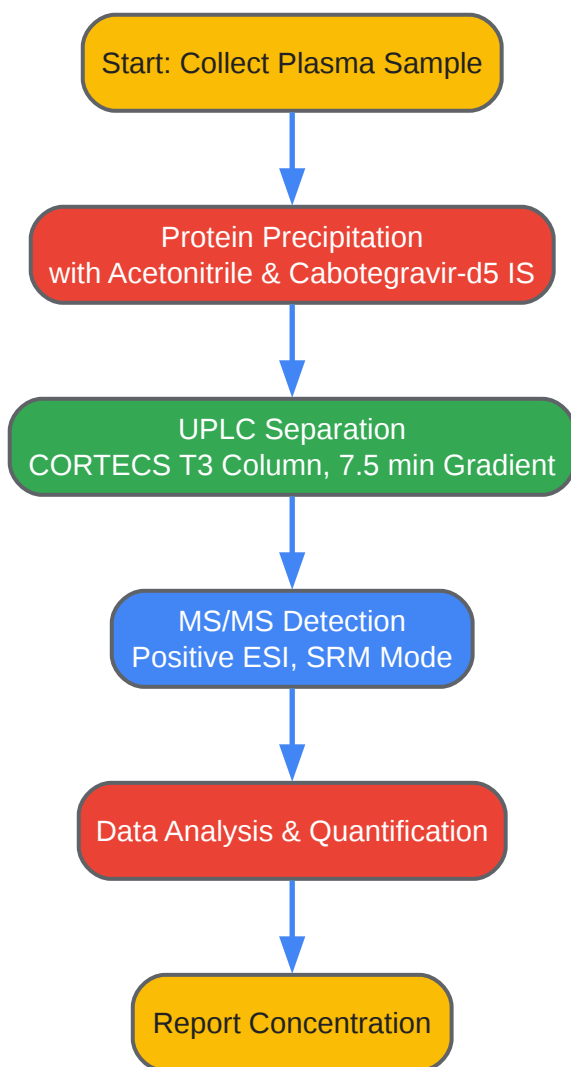 Start: Collect Plasma Sample
Protein Precipitation
with Acetonitrile & Cabotegravir-d5 IS
UPLC Separation
CORTECS T3 Column, 7.5 min Gradient
MS/MS Detection
Positive ESI, SRM Mode
Data Analysis & Quantification
Report Concentration